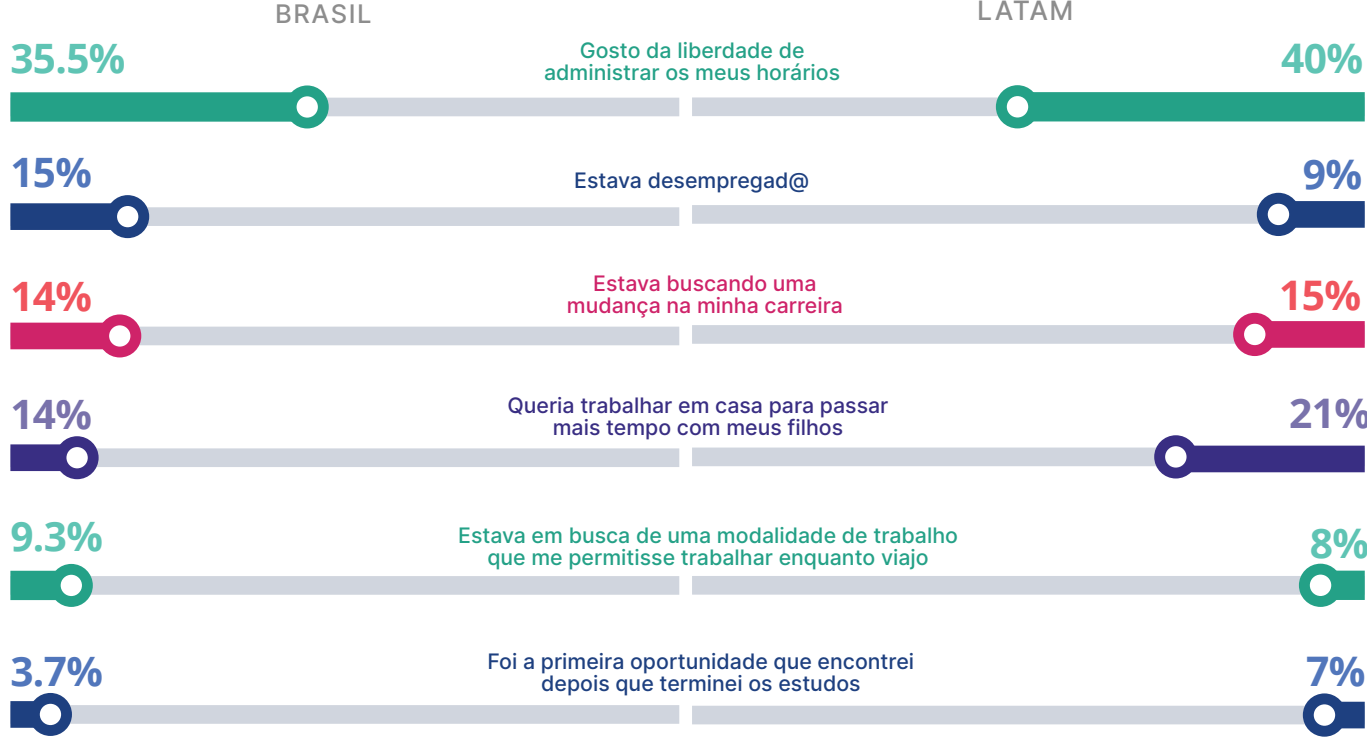 BRASIL
LATAM
35.5%
Gosto da liberdade de
administrar os meus horários
40%
15%
Estava desempregad@
9%
14%
Estava buscando uma
mudança na minha carreira
15%
14%
Queria trabalhar em casa para passar
mais tempo com meus filhos
21%
9.3%
Estava em busca de uma modalidade de trabalho
que me permitisse trabalhar enquanto viajo
8%
3.7%
Foi a primeira oportunidade que encontrei
depois que terminei os estudos
7%